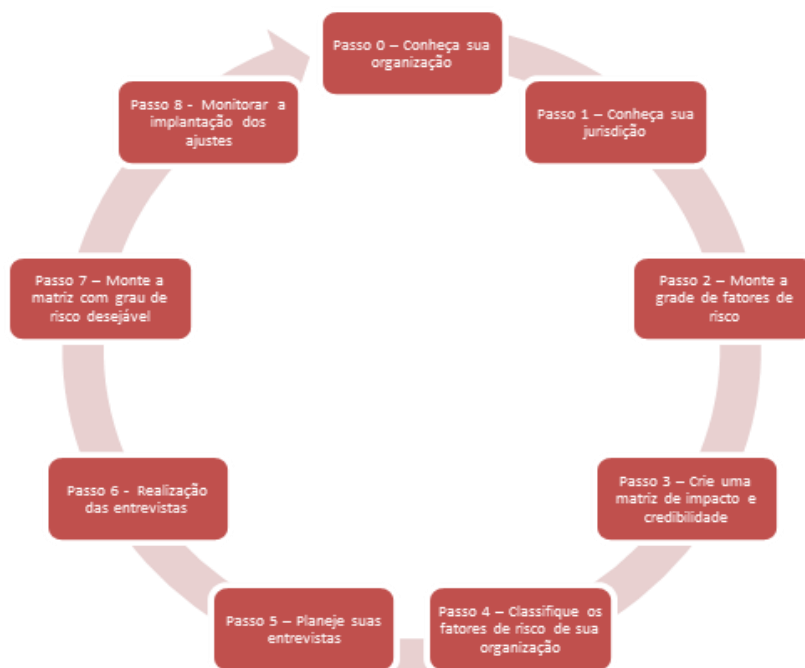 Passo 0 – Conheça sua
organização
Passo 1 – Conheça sua
jurisdição
Passo 2 – Monte a
grade de fatores de
risco
Passo 3 – Crie uma
matriz de impacto e
credibilidade
Passo 4 – Classifique os
fatores de risco de sua
organização
Passo 5 – Planeje suas
entrevistas
Passo 6 - Realização
das entrevistas
Passo 7 – Monte a
matriz com grau de
risco desejável
Passo 8 - Monitorar a
implantação dos
ajustes